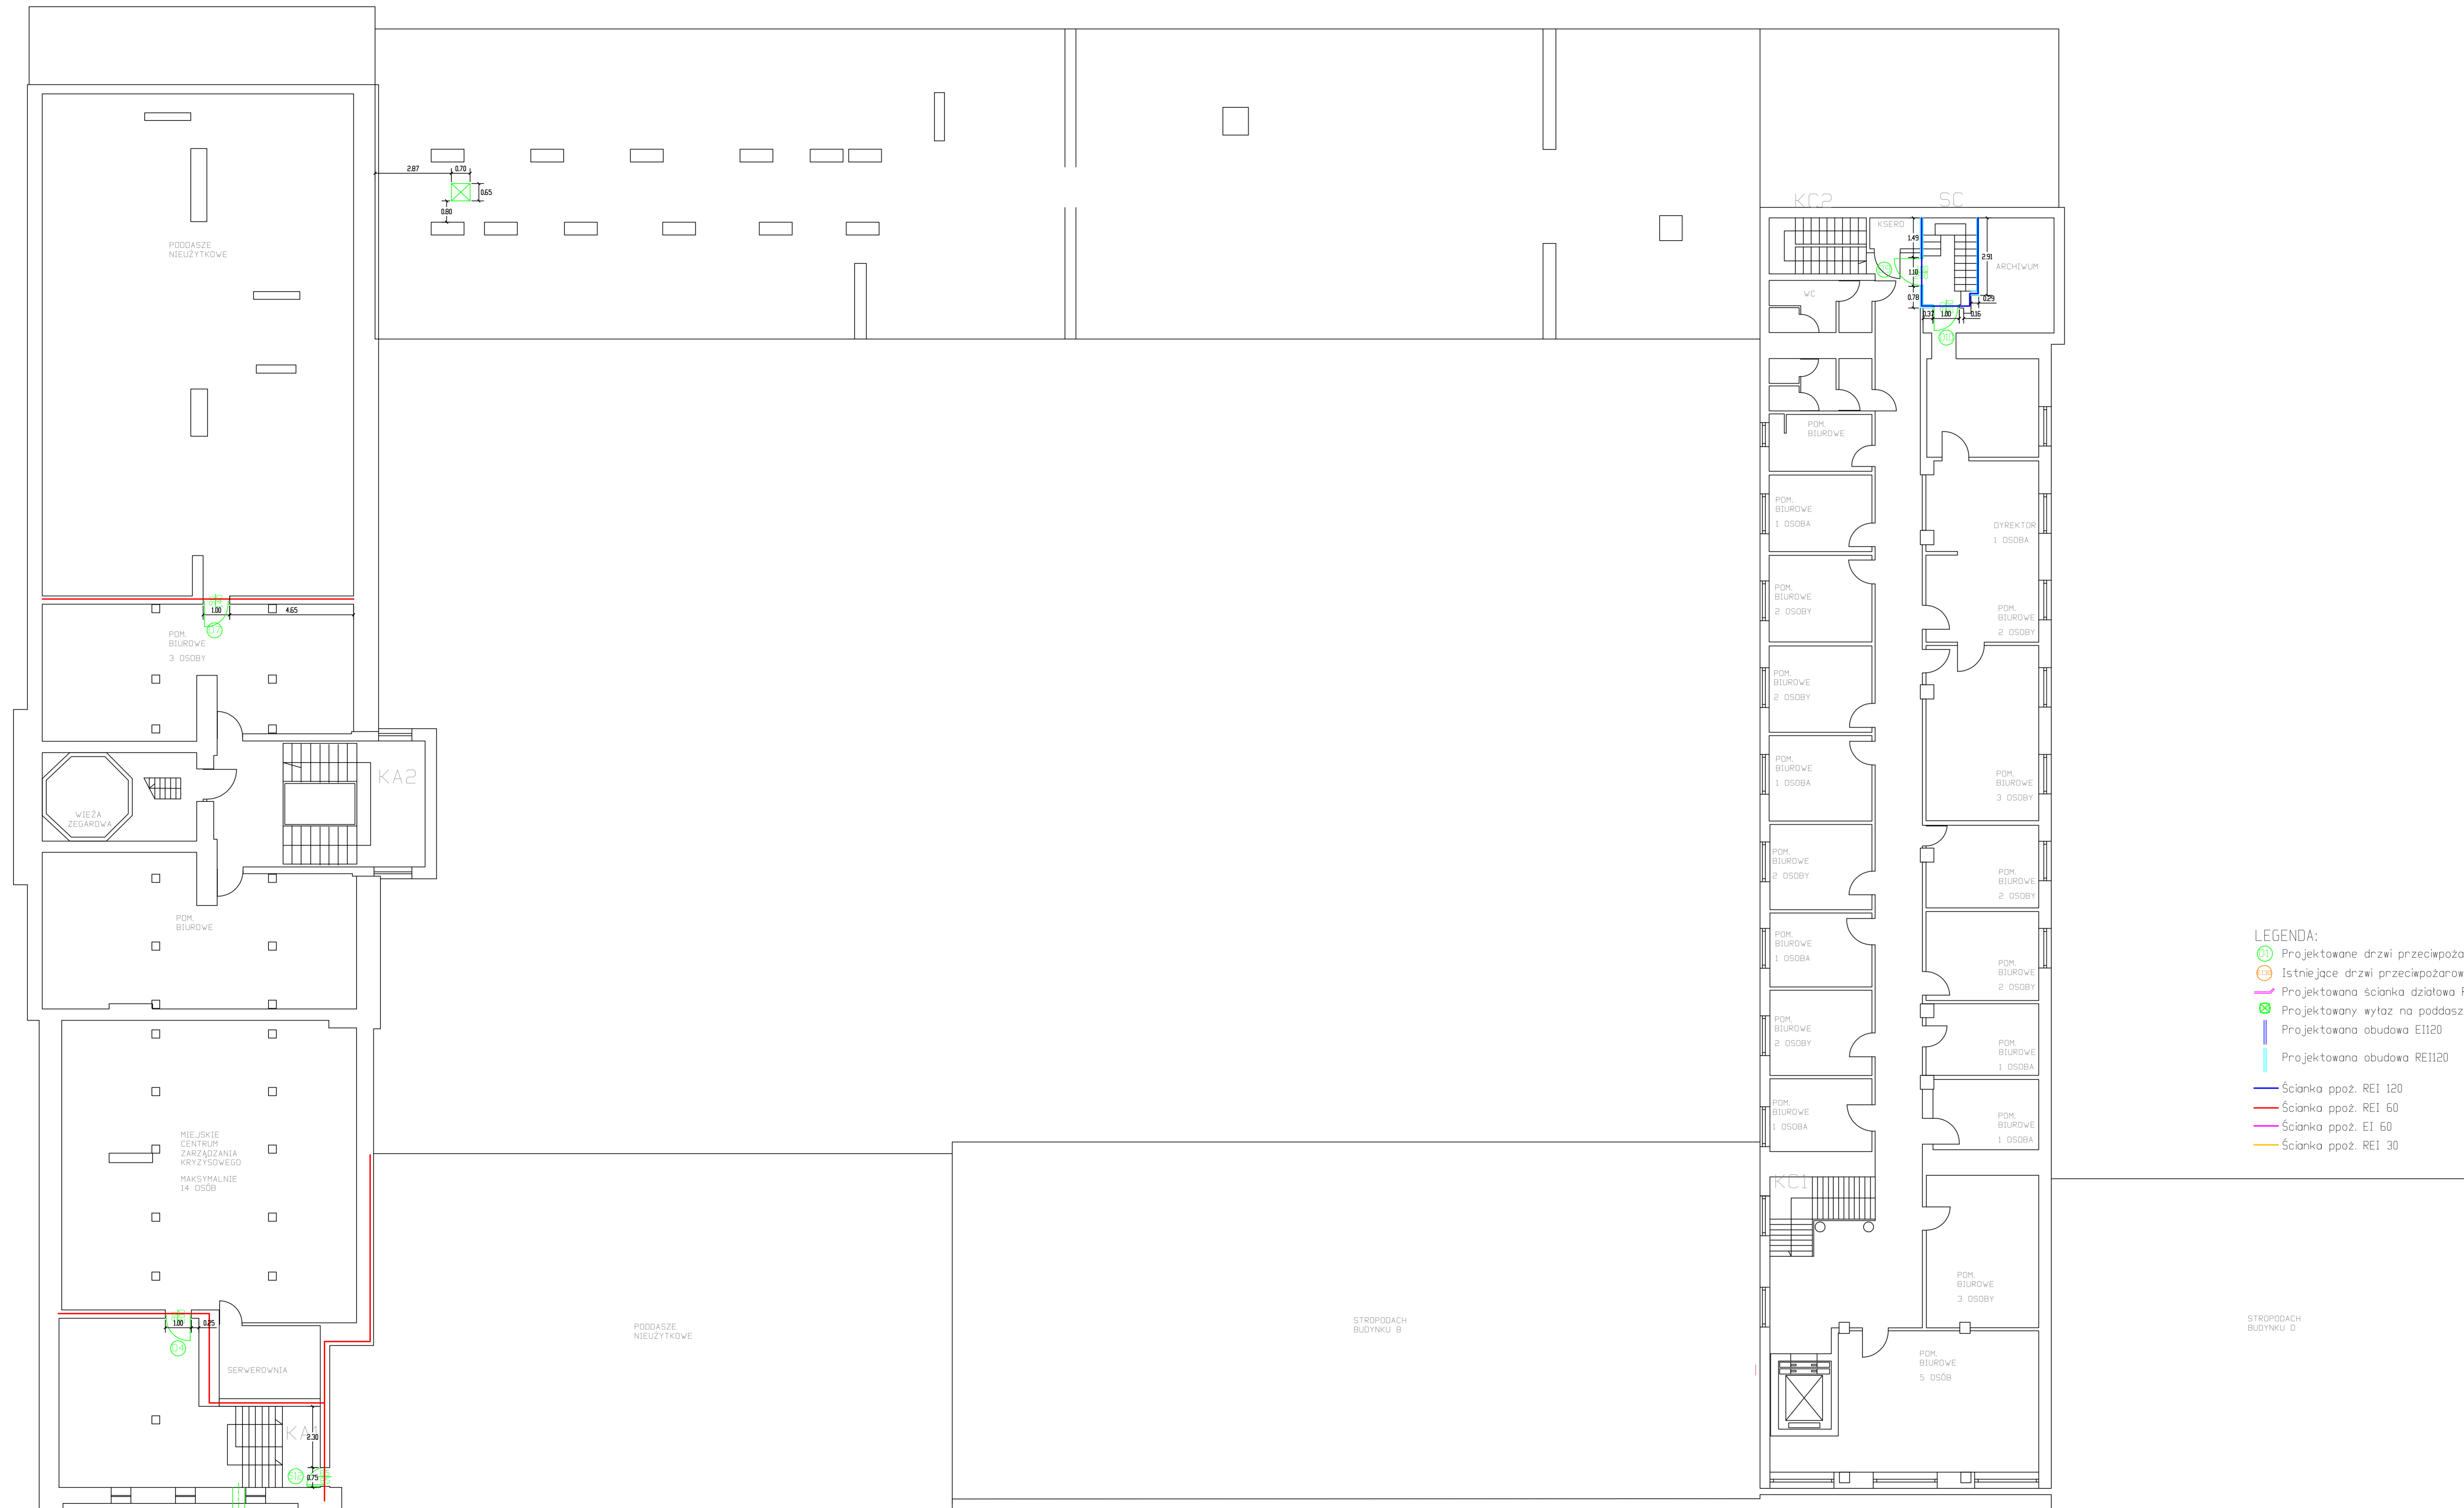 2.87
0.70
0.65
0.80
PODDASZE
NIEUŻYTKOWE
KC2
SC
KSERO
1.49
1.10
0.78
2.91
ARCHIWUM
0.29
0.37
1.00
0.16
D10
WC
POM.
BIUROWE
POM.
BIUROWE
1 OSOBA
DYREKTOR
1 OSOBA
POM.
BIUROWE
2 OSOBY
POM.
BIUROWE
2 OSOBY
1.00
4.65
D7
POM.
BIUROWE
3 OSOBY
POM.
BIUROWE
2 OSOBY
KA2
POM.
BIUROWE
1 OSOBA
POM.
BIUROWE
3 OSOBY
WIEŻA
ZEGAROWA
POM.
BIUROWE
2 OSOBY
POM.
BIUROWE
2 OSOBY
POM.
BIUROWE
POM.
BIUROWE
1 OSOBA
POM.
BIUROWE
2 OSOBY
POM.
BIUROWE
2 OSOBY
POM.
BIUROWE
1 OSOBA
POM.
BIUROWE
1 OSOBA
POM.
BIUROWE
1 OSOBA
MIEJSKIE
CENTRUM
ZARZĄDZANIA
KRYZYSOWEGO
MAKSYMALNIE
14 OSÓB
KC1
POM.
BIUROWE
3 OSOBY
1.00
0.25
D4
SERWEROWNIA
PODDASZE
NIEUŻYTKOWE
STROPODACH
BUDYNKU B
STROPODACH
BUDYNKU D
POM.
BIUROWE
5 OSÓB
KA1
2.30
0.75
LEGENDA:
D1 Projektowane drzwi przeciwpoża
Istniejące drzwi przeciwpożarow
Projektowana ścianka działowa
Projektowany wyłaz na poddasz
Projektowana obudowa EI120
Projektowana obudowa REI120
Ścianka ppoż. REI 120
Ścianka ppoż. REI 60
Ścianka ppoż. EI 60
Ścianka ppoż. REI 30